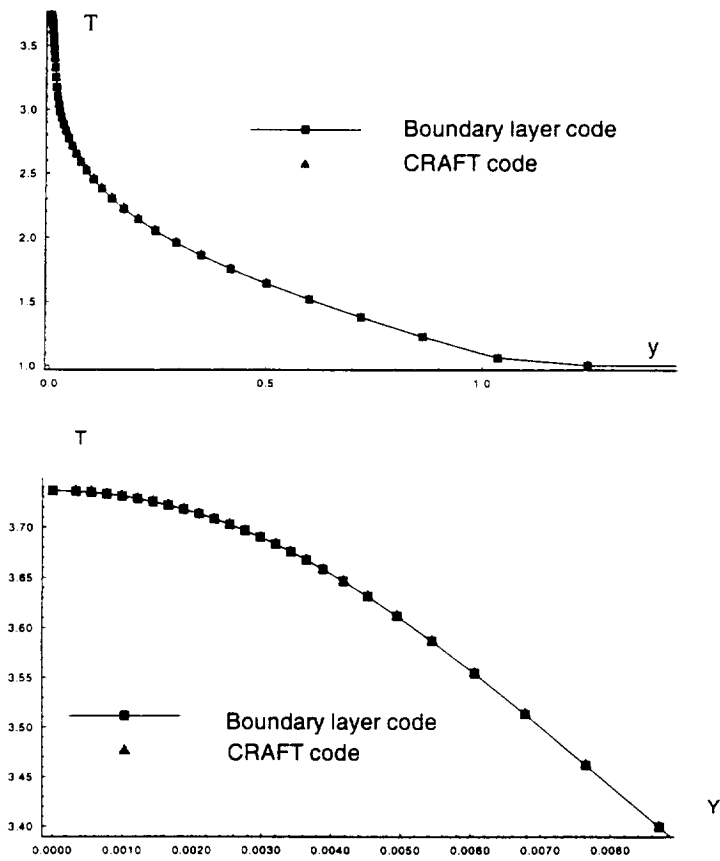 T
3.5
3.0
2.5
2.0
1.5
1.0
Boundary layer code
CRAFT code
y
0.0 0.5 1.0
T
3.70
3.65
3.60
3.55
3.50
3.45
3.40
Boundary layer code
CRAFT code
Y
0.0000 0.0010 0.0020 0.0030 0.0040 0.0050 0.0060 0.0070 0.0080